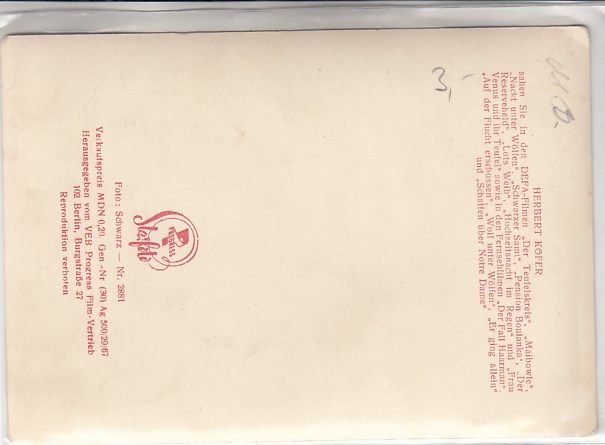 HERBERT KÖFER
sahen Sie in den DEFA-Filmen „Der Teufelskreis", „Maibowle",
„Nackt unter Wölfen", „Schwarzer Samt", „Pension Boulanka", „Der
Reserveheld", „Lots Weib", „Hochzeitsnacht im Regen" und „Frau
Venus und ihr Teufel" sowie in den Fernsehfilmen „Der Fall Haarman",
„Auf der Flucht erschossen", „Wolf unter Wölfen", „Er ging allein"
und „Schatten über Notre Dame"
3,
PROGRESS
Starfoto
Foto: Schwarz — Nr. 2881
Verkaufspreis MDN 0,20, Gen.-Nr (30) Ag 500/29/67
Herausgegeben vom VEB Progress Film-Vertrieb
102 Berlin, Burgstraße 27
Reproduktion verboten